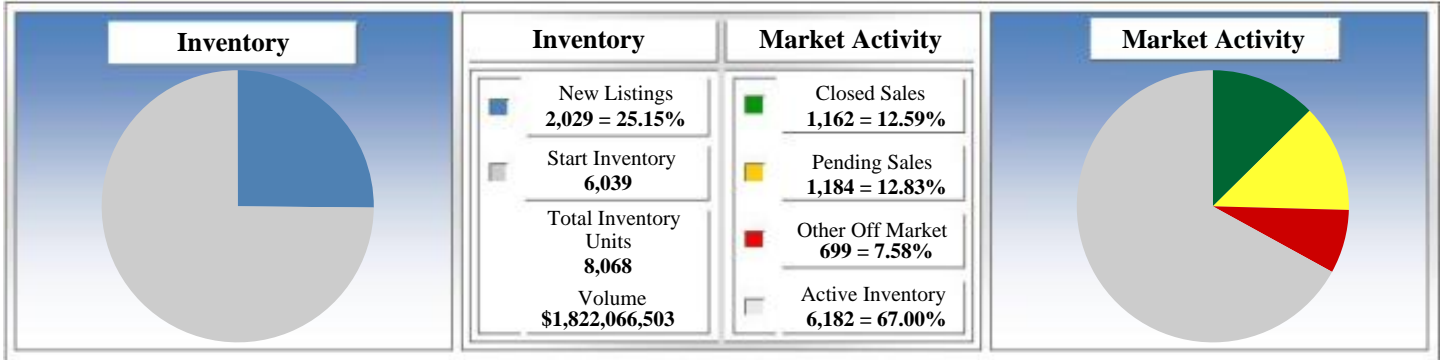 Inventory
Inventory
Market Activity
Market Activity
New Listings
2,029 = 25.15%
Start Inventory
6,039
Total Inventory
Units
8,068
Volume
$1,822,066,503
Closed Sales
1,162 = 12.59%
Pending Sales
1,184 = 12.83%
Other Off Market
699 = 7.58%
Active Inventory
6,182 = 67.00%